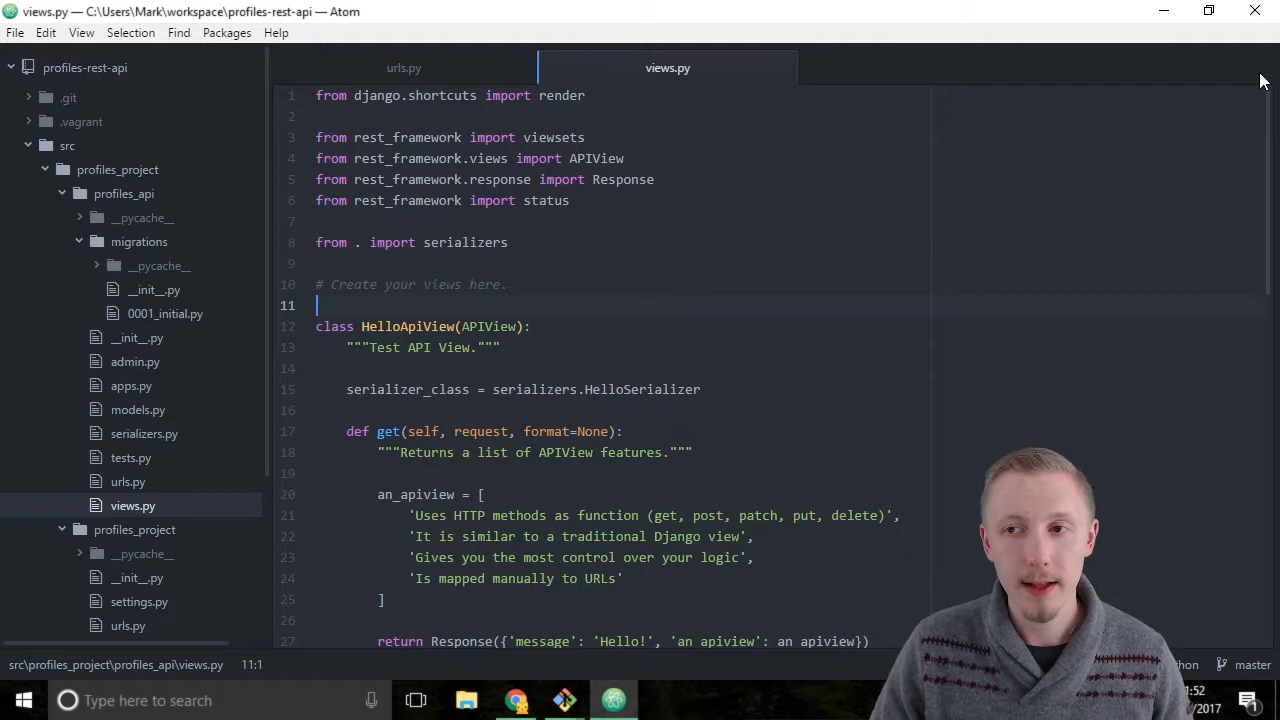 views.py — C:\Users\Mark\workspace\profiles-rest-api — Atom
File Edit View Selection Find Packages Help
profiles-rest-api
.git
.vagrant
src
profiles_project
profiles_api
__pycache__
migrations
__pycache__
__init__.py
0001_initial.py
__init__.py
admin.py
apps.py
models.py
serializers.py
tests.py
urls.py
views.py
profiles_project
__pycache__
__init__.py
settings.py
urls.py
urls.py views.py
1 from django.shortcuts import render
2
3 from rest_framework import viewsets
4 from rest_framework.views import APIView
5 from rest_framework.response import Response
6 from rest_framework import status
7
8 from . import serializers
9
10 # Create your views here.
11
12 class HelloApiView(APIView):
13 """Test API View."""
14
15 serializer_class = serializers.HelloSerializer
16
17 def get(self, request, format=None):
18 """Returns a list of APIView features."""
19
20 an_apiview = [
21 'Uses HTTP methods as function (get, post, patch, put, delete)',
22 'It is similar to a traditional Django view',
23 'Gives you the most control over your logic',
24 'Is mapped manually to URLs'
25 ]
26
27 return Response({'message': 'Hello!', 'an_apiview': an_apiview})
src\profiles_project\profiles_api\views.py 11:1 master
Type here to search
1